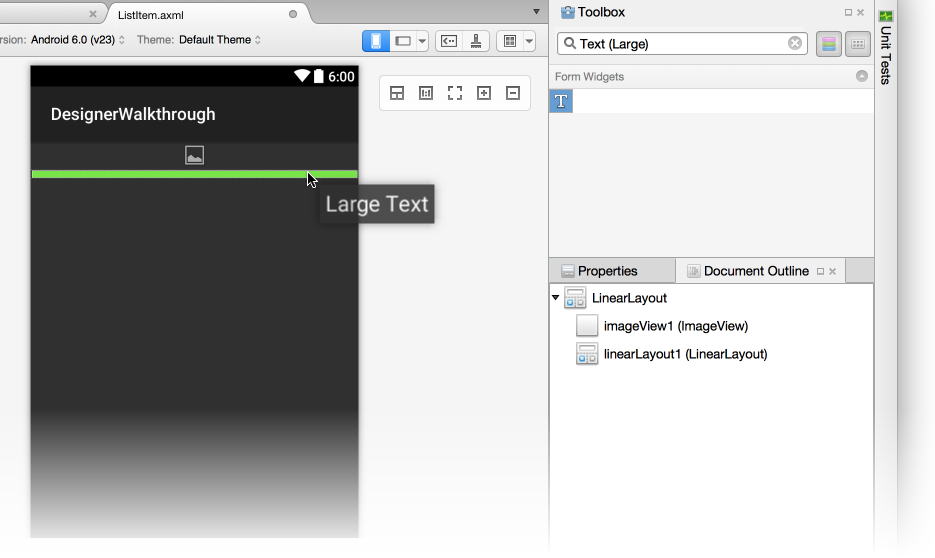 ListItem.axml
rsion: Android 6.0 (v23) Theme: Default Theme
6:00
DesignerWalkthrough
Large Text
Toolbox
Text (Large)
Form Widgets
T
Properties
Document Outline
LinearLayout
imageView1 (ImageView)
linearLayout1 (LinearLayout)
Unit Tests